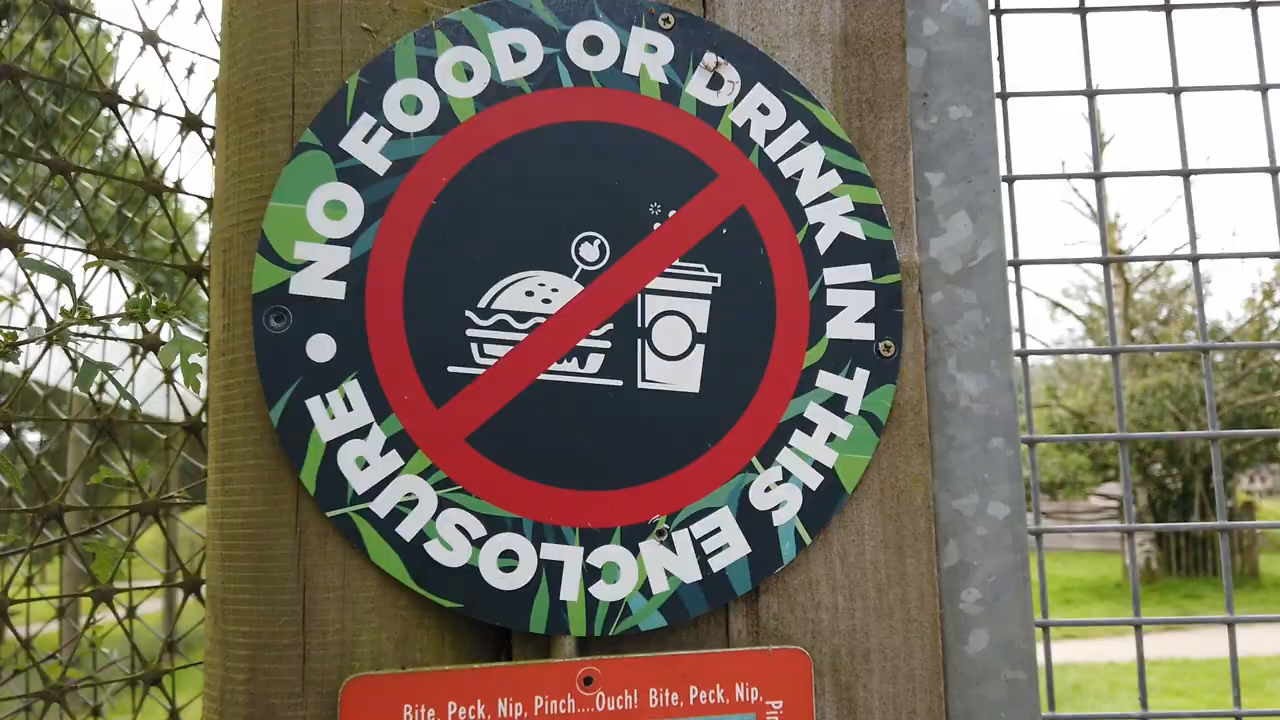 NO FOOD OR DRINK IN THIS ENCLOSURE •
Bite, Peck, Nip, Pinch....Ouch! Bite, Peck, Nip,